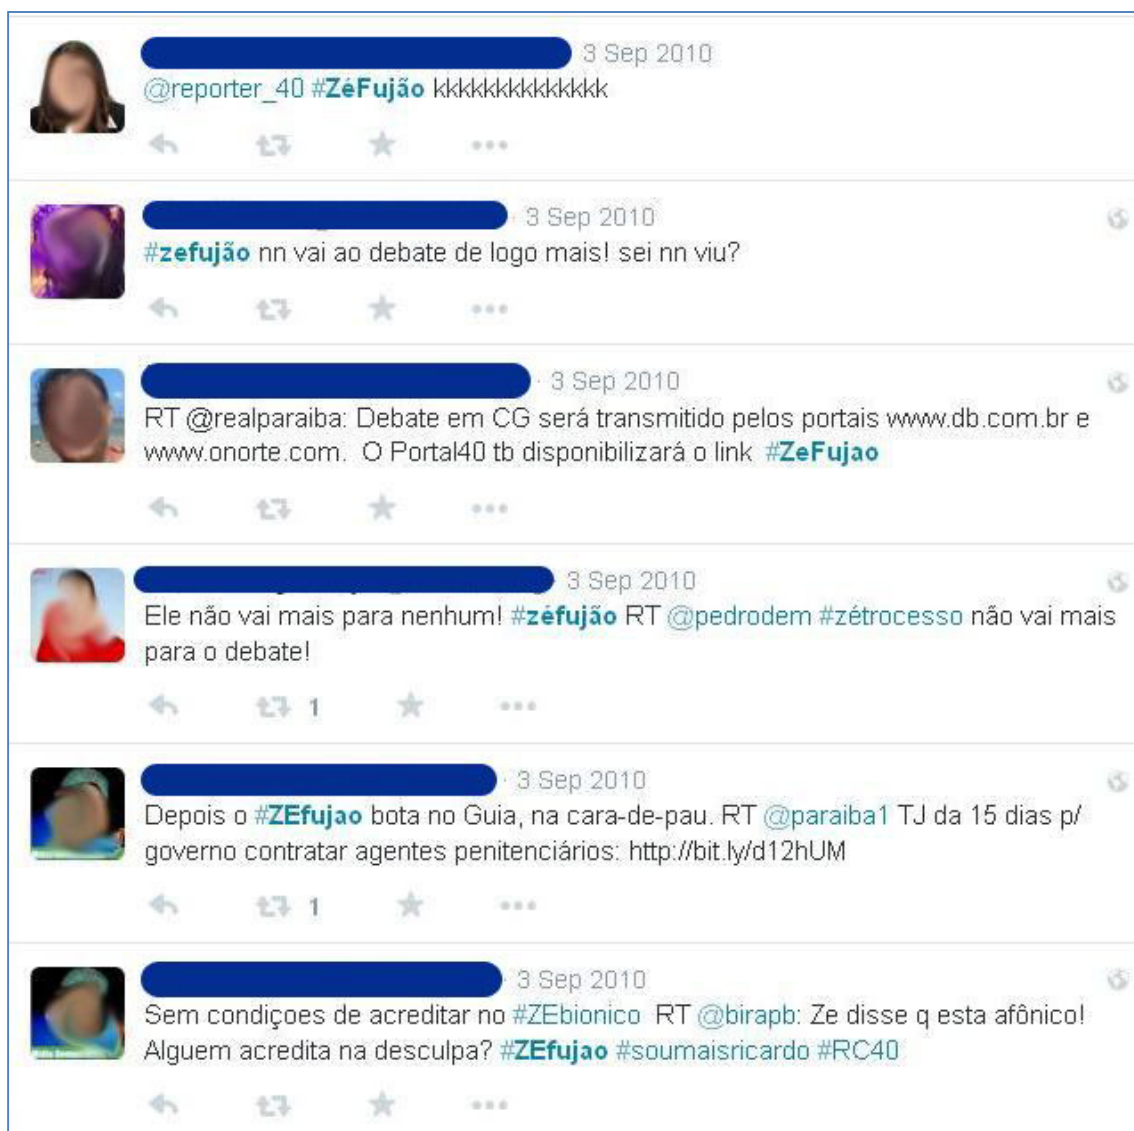 3 Sep 2010
@reporter_40 #ZéFujão kkkkkkkkkkkkkk
3 Sep 2010
#zefujão nn vai ao debate de logo mais! sei nn viu?
3 Sep 2010
RT @realparaiba: Debate em CG será transmitido pelos portais www.db.com.br e
www.onorte.com. O Portal40 tb disponibilizará o link #ZeFujao
3 Sep 2010
Ele não vai mais para nenhum! #zéfujão RT @pedrodem #zétrocesso não vai mais
para o debate!
1
3 Sep 2010
Depois o #ZEfujao bota no Guia, na cara-de-pau. RT @paraiba1 TJ da 15 dias p/
governo contratar agentes penitenciários: http://bit.ly/d12hUM
1
3 Sep 2010
Sem condiçoes de acreditar no #ZEbionico RT @birapb: Ze disse q esta afônico!
Alguem acredita na desculpa? #ZEfujao #soumaisricardo #RC40